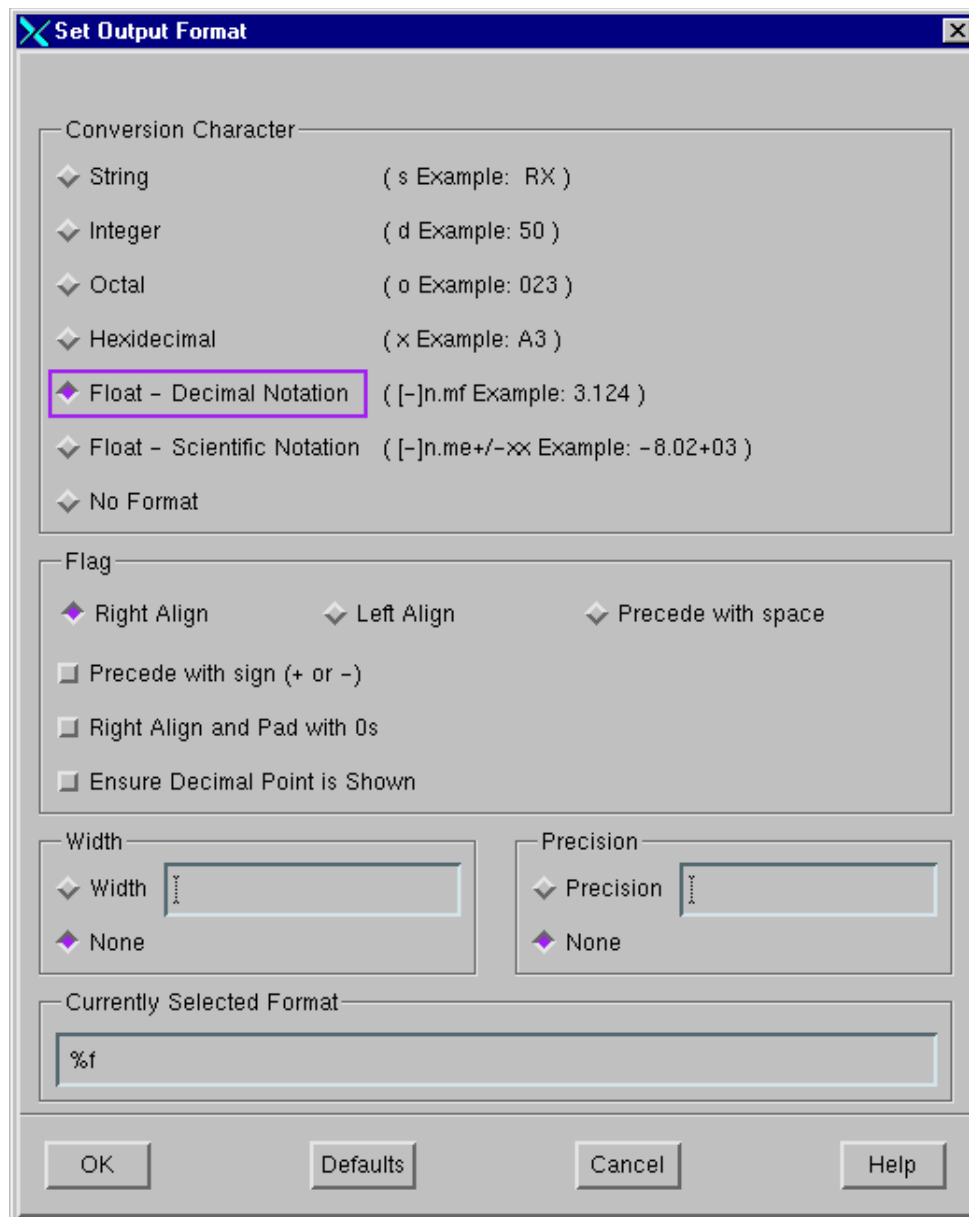 Set Output Format
Conversion Character
String ( s Example: RX )
Integer ( d Example: 50 )
Octal ( o Example: 023 )
Hexidecimal ( x Example: A3 )
Float – Decimal Notation ( [–]n.mf Example: 3.124 )
Float – Scientific Notation ( [–]n.me+/–xx Example: –8.02+03 )
No Format
Flag
Right Align Left Align Precede with space
Precede with sign (+ or –)
Right Align and Pad with 0s
Ensure Decimal Point is Shown
Width Precision
Width Precision
None None
Currently Selected Format
%f
OK Defaults Cancel Help